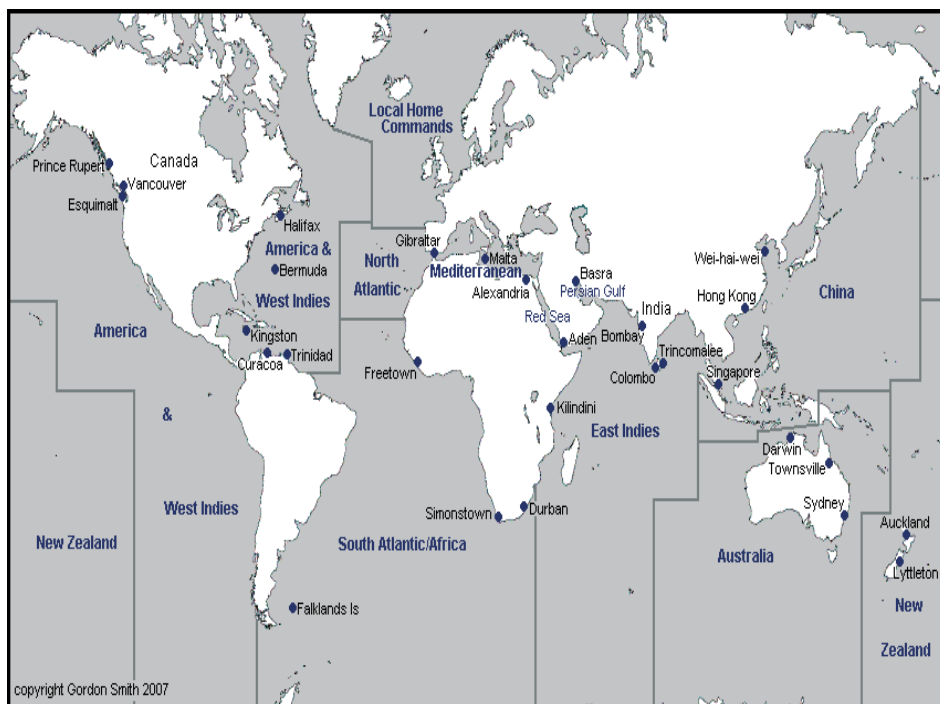 Local Home
Commands
Prince Rupert
Canada
Vancouver
Esquimalt
Halifax
America &
Bermuda
West Indies
Gibraltar
North
Atlantic
Malta
Mediterranean
Alexandria
Basra
Persian Gulf
Red Sea
India
Wei-hai-wei
Hong Kong
China
America
Kingston
Curacoa
Trinidad
Freetown
Aden
Bombay
Trincomalee
Colombo
Singapore
&
Kilindini
East Indies
Darwin
Townsville
West Indies
Simonstown
Durban
Sydney
Auckland
New Zealand
South Atlantic/Africa
Australia
Lyttleton
Falklands Is
New
Zealand
copyright Gordon Smith 2007